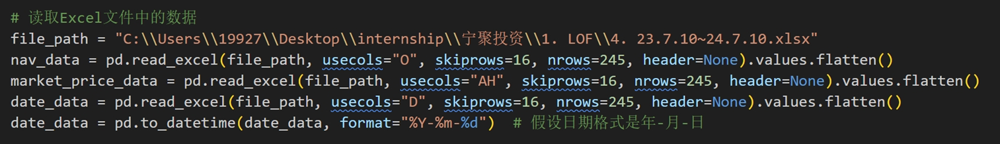 # 读取Excel文件中的数据
file_path = "C:\\Users\\19927\\Desktop\\internship\\宁聚投资\\1. LOF\\4. 23.7.10~24.7.10.xlsx"
nav_data = pd.read_excel(file_path, usecols="O", skiprows=16, nrows=245, header=None).values.flatten()
market_price_data = pd.read_excel(file_path, usecols="AH", skiprows=16, nrows=245, header=None).values.flatten()
date_data = pd.read_excel(file_path, usecols="D", skiprows=16, nrows=245, header=None).values.flatten()
date_data = pd.to_datetime(date_data, format="%Y-%m-%d")  # 假设日期格式是年-月-日